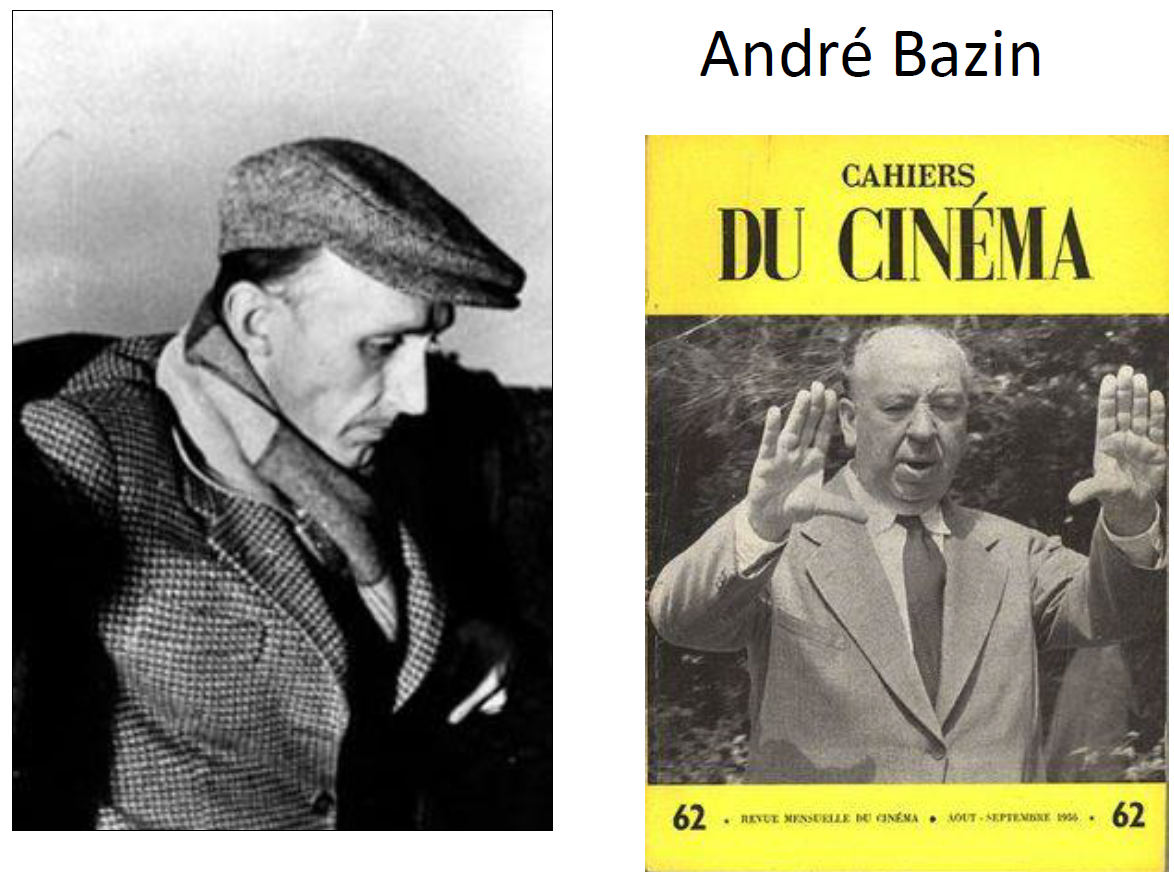 André Bazin
CAHIERS
DU CINÉMA
62 • REVUE MENSUELLE DU CINÉMA • AOUT - SEPTEMBRE 1956 • 62